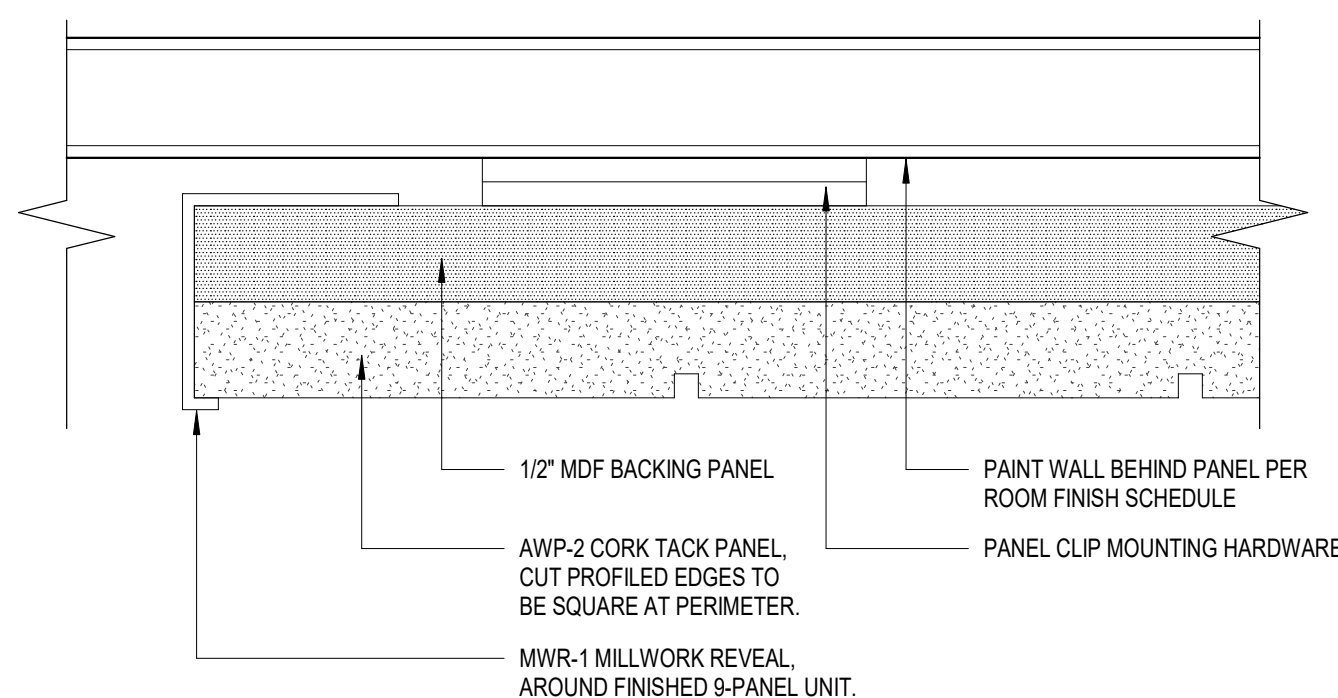 1/2" MDF BACKING PANEL
AWP-2 CORK TACK PANEL,
CUT PROFILED EDGES TO
BE SQUARE AT PERIMETER.
MWR-1 MILLWORK REVEAL,
AROUND FINISHED 9-PANEL UNIT.
PAINT WALL BEHIND PANEL PER
ROOM FINISH SCHEDULE
PANEL CLIP MOUNTING HARDWARE